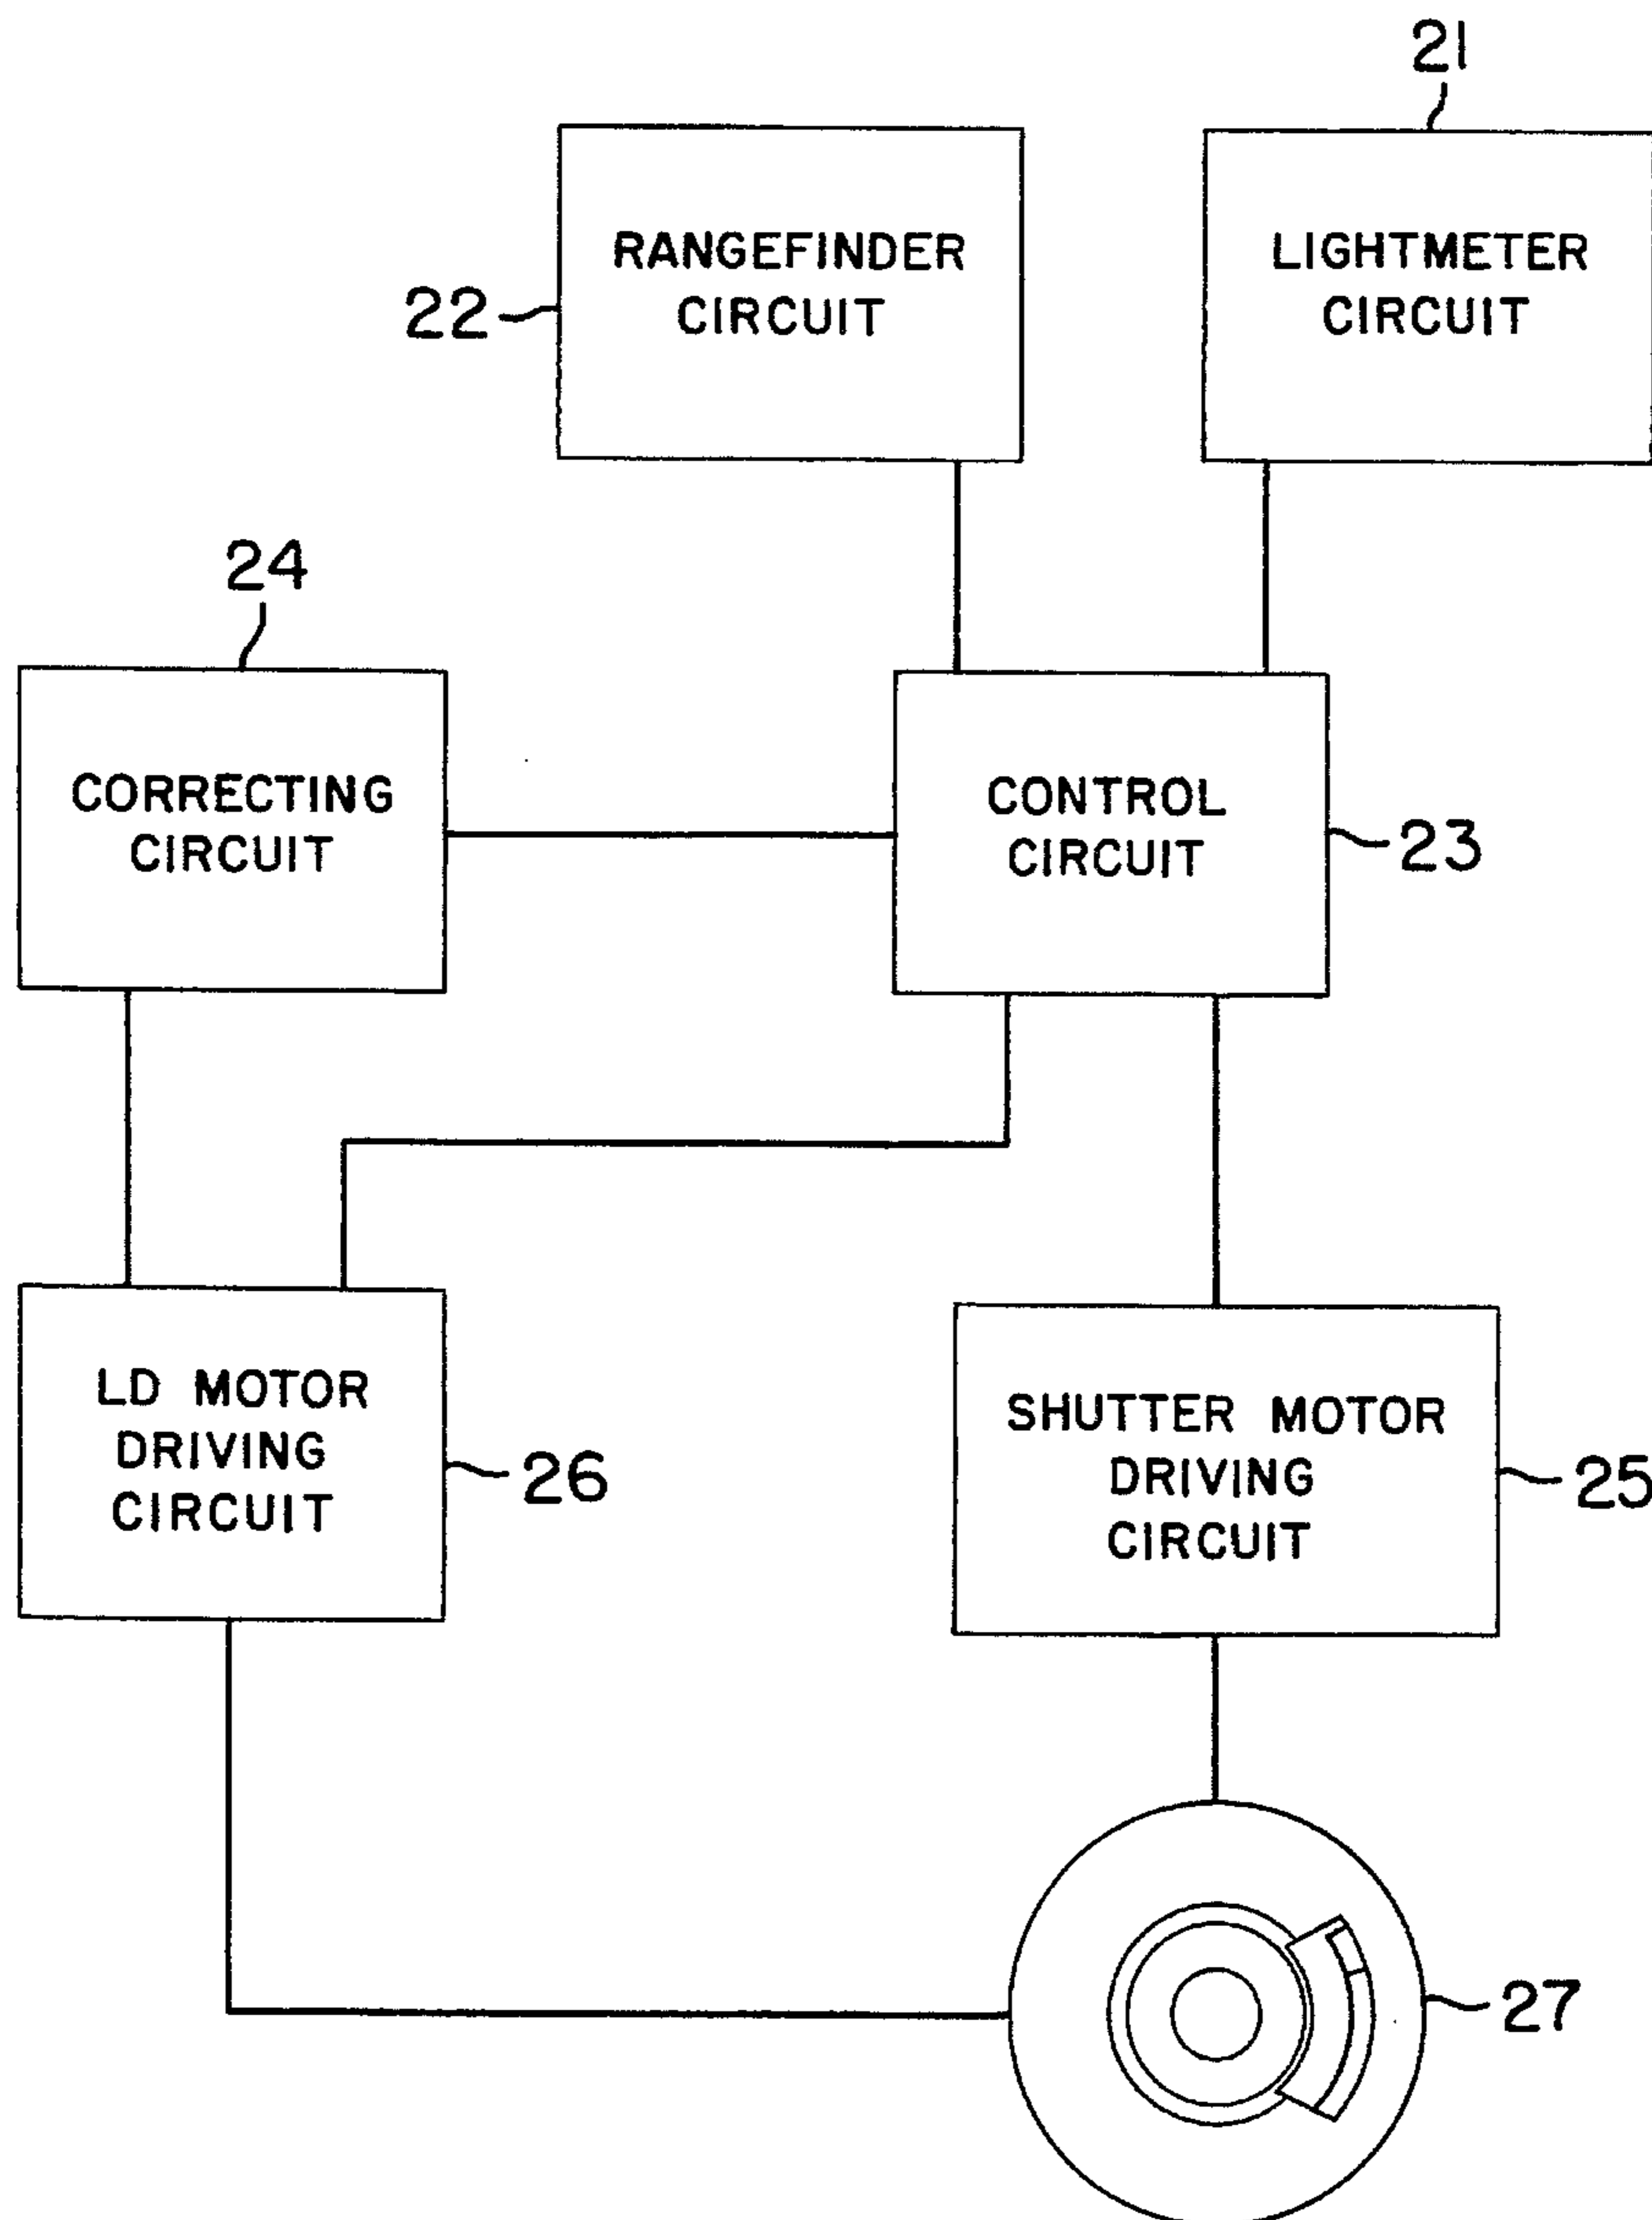 21
RANGEFINDER
CIRCUIT
22
LIGHTMETER
CIRCUIT
24
CORRECTING
CIRCUIT
CONTROL
CIRCUIT
23
LD MOTOR
DRIVING
CIRCUIT
26
SHUTTER MOTOR
DRIVING
CIRCUIT
25
27